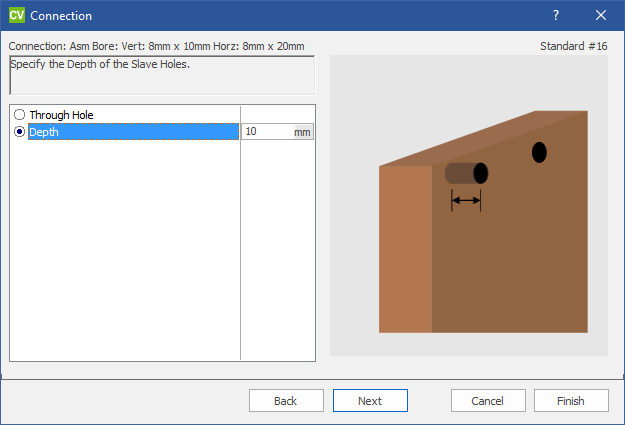 CV Connection ?
Connection: Asm Bore: Vert: 8mm x 10mm Horz: 8mm x 20mm
Standard #16
Specify the Depth of the Slave Holes.
Through Hole
Depth 10 mm
Back Next Cancel Finish